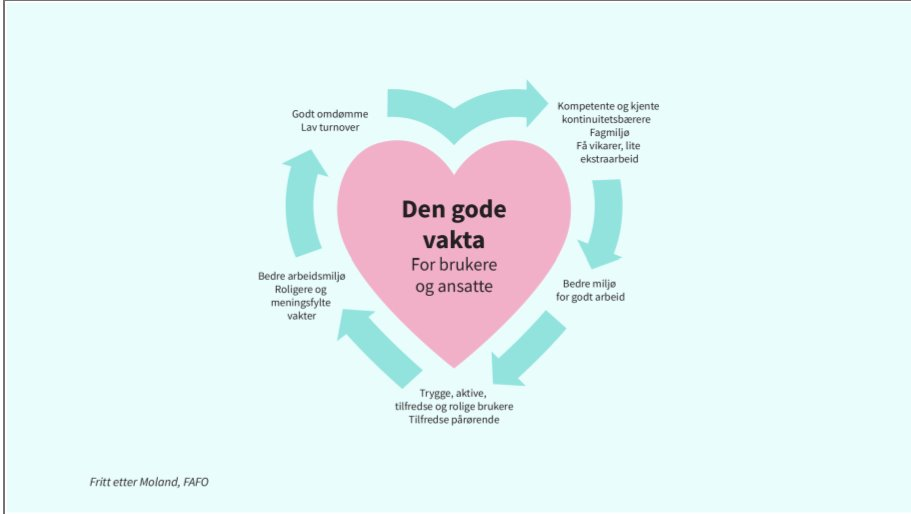 Godt omdømme
Lav turnover
Kompetente og kjente
kontinuitetsbærere
Fagmiljø
Få vikarer, lite
ekstraarbeid
Den gode
vakta
For brukere
og ansatte
Bedre miljø
for godt arbeid
Trygge, aktive,
tilfredse og rolige brukere
Tilfredse pårørende
Bedre arbeidsmiljø
Roligere og
meningsfylte
vakter
Fritt etter Moland, FAFO